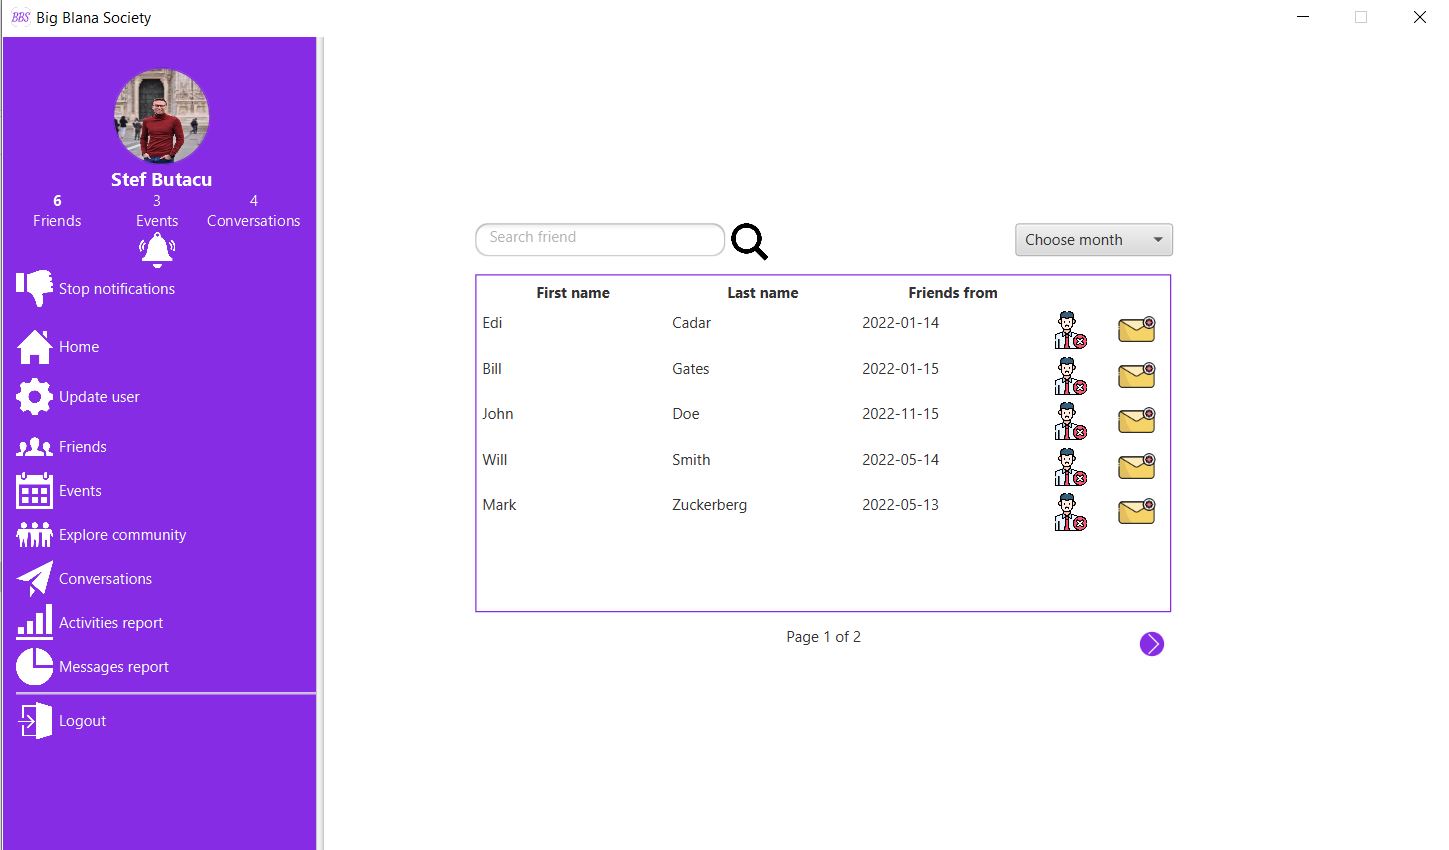 BBS Big Blana Society
Stef Butacu
6 3 4
Friends Events Conversations
Stop notifications
Home
Update user
Friends
Events
Explore community
Conversations
Activities report
Messages report
Logout
Search friend
Choose month
First name Last name Friends from
Edi Cadar 2022-01-14
Bill Gates 2022-01-15
John Doe 2022-11-15
Will Smith 2022-05-14
Mark Zuckerberg 2022-05-13
Page 1 of 2